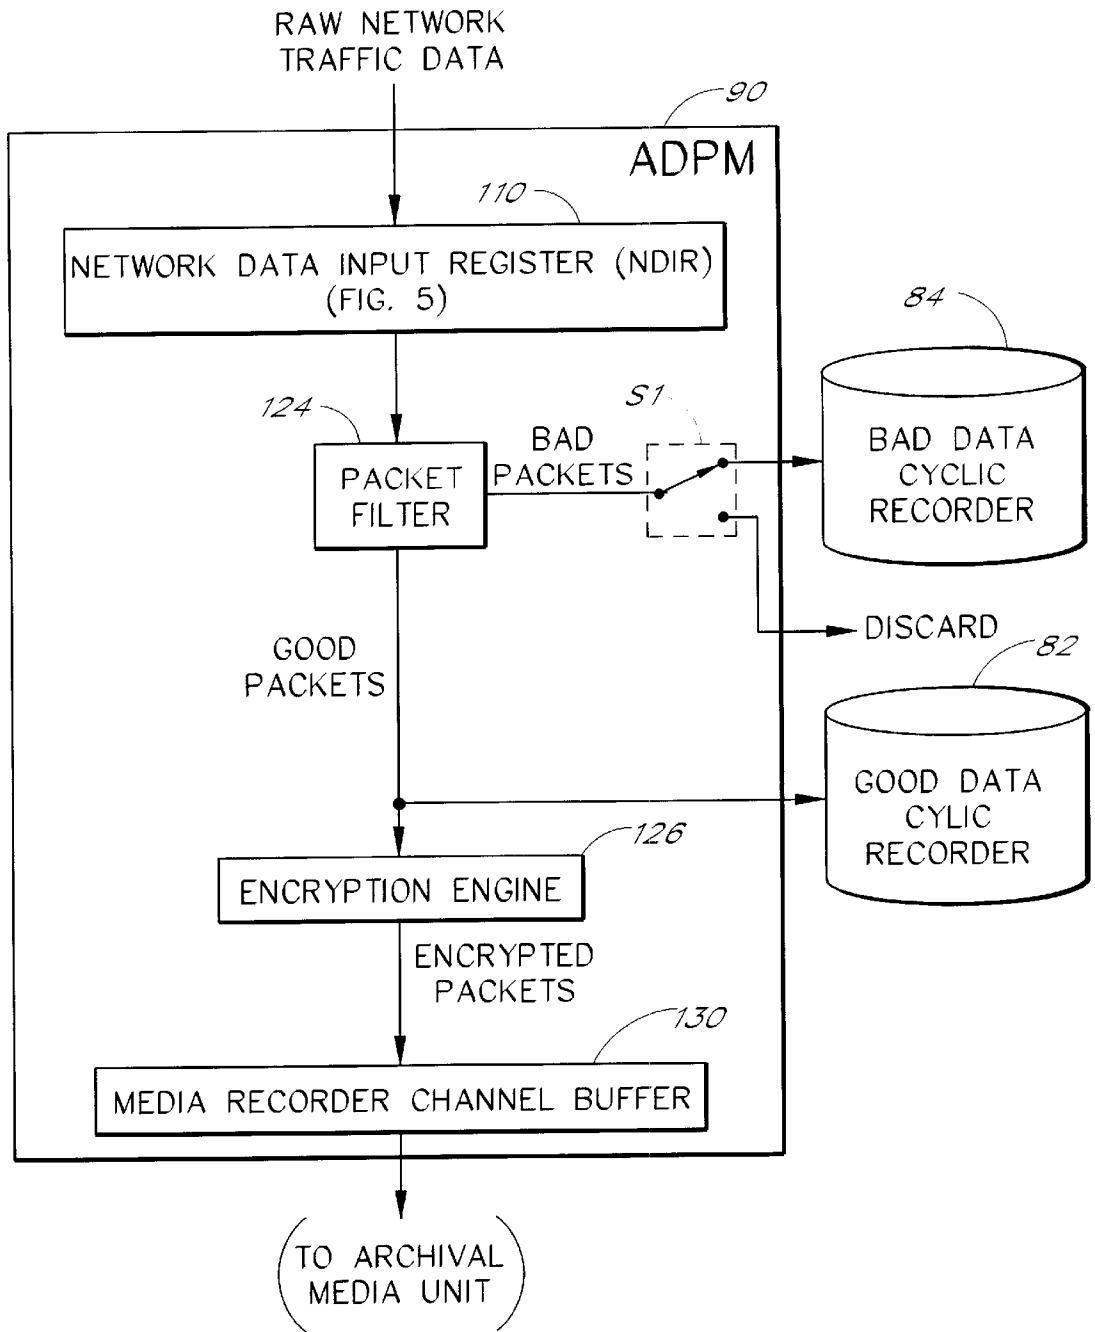 RAW NETWORK
TRAFFIC DATA
90
ADPM
110
NETWORK DATA INPUT REGISTER (NDIR)
(FIG. 5)
84
124
S1
BAD
PACKETS
PACKET
FILTER
BAD DATA
CYCLIC
RECORDER
DISCARD
GOOD
PACKETS
82
GOOD DATA
CYLIC
RECORDER
126
ENCRYPTION ENGINE
ENCRYPTED
PACKETS
130
MEDIA RECORDER CHANNEL BUFFER
(TO ARCHIVAL
MEDIA UNIT)